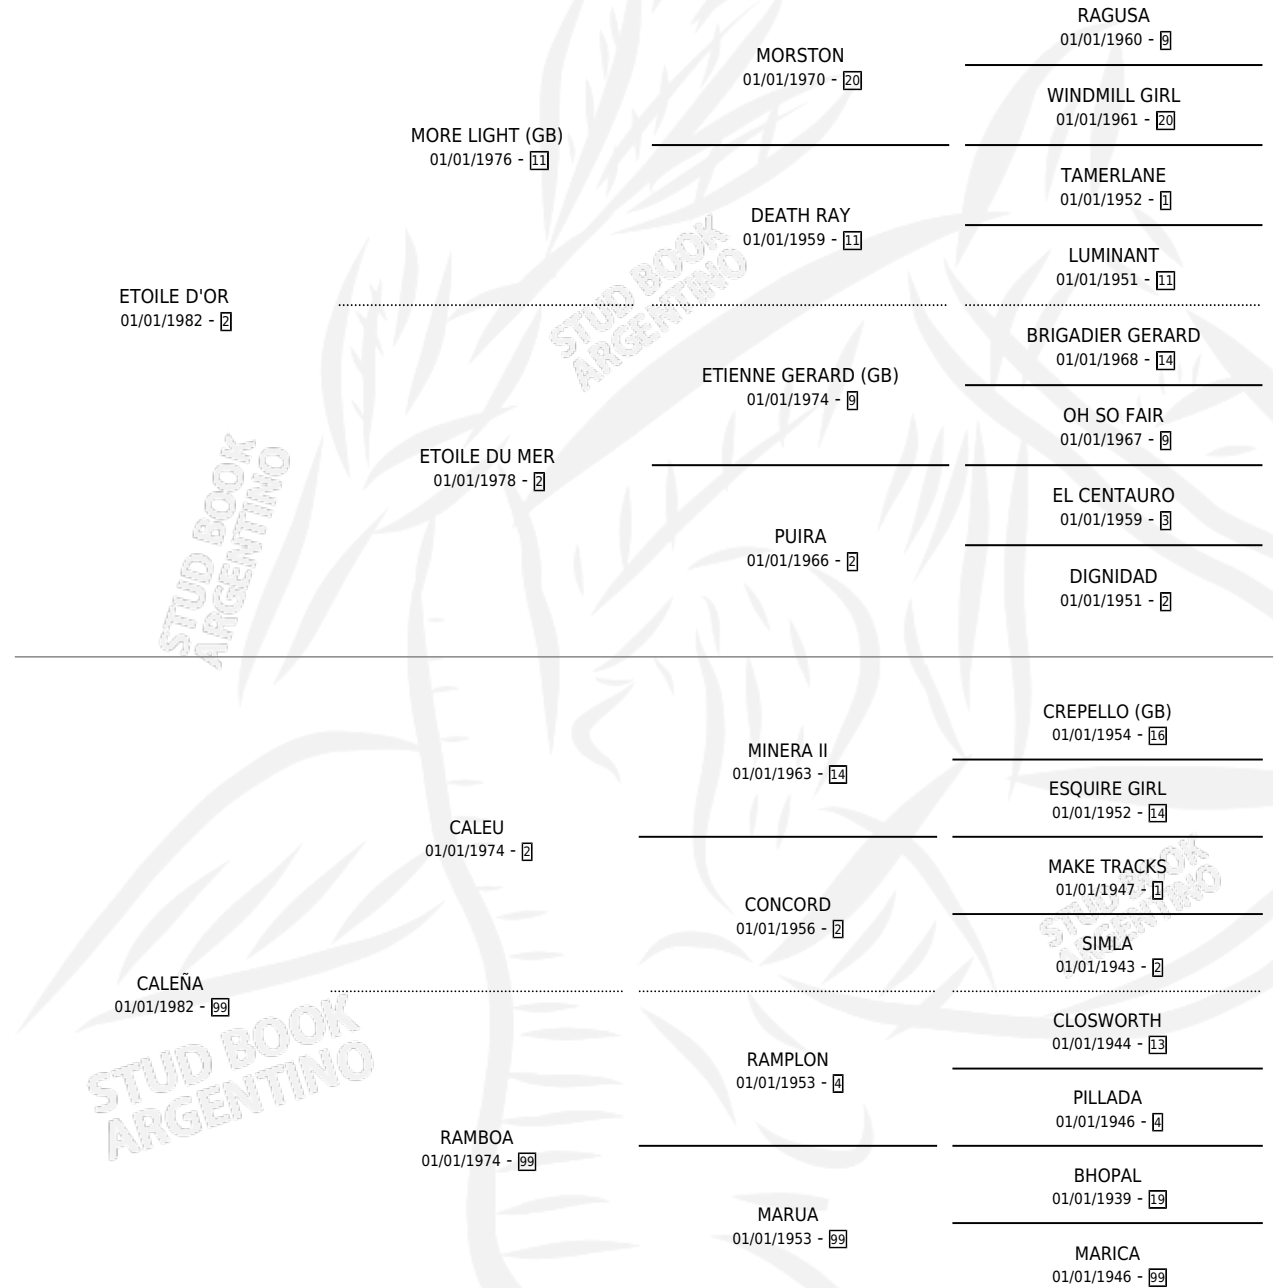 RAGUSA
01/01/1960 - 9
MORSTON
01/01/1970 - 20
WINDMILL GIRL
01/01/1961 - 20
MORE LIGHT (GB)
01/01/1976 - 11
TAMERLANE
01/01/1952 - 1
DEATH RAY
01/01/1959 - 11
LUMINANT
01/01/1951 - 11
ETOILE D'OR
01/01/1982 - 2
BRIGADIER GERARD
01/01/1968 - 14
ETIENNE GERARD (GB)
01/01/1974 - 9
OH SO FAIR
01/01/1967 - 9
ETOILE DU MER
01/01/1978 - 2
EL CENTAURO
01/01/1959 - 3
PUIRA
01/01/1966 - 2
DIGNIDAD
01/01/1951 - 2
STUD BOOK
ARGENTINO
STUD BOOK
ARGENTINO
CREPELLO (GB)
01/01/1954 - 16
MINERA II
01/01/1963 - 14
ESQUIRE GIRL
01/01/1952 - 14
CALEU
01/01/1974 - 2
MAKE TRACKS
01/01/1947 - 1
CONCORD
01/01/1956 - 2
SIMLA
01/01/1943 - 2
CALEÑA
01/01/1982 - 99
CLOSWORTH
01/01/1944 - 13
RAMPLON
01/01/1953 - 4
PILLADA
01/01/1946 - 4
RAMBOA
01/01/1974 - 99
BHOPAL
01/01/1939 - 19
MARUA
01/01/1953 - 99
MARICA
01/01/1946 - 99
STUD BOOK
ARGENTINO
STUD BOOK
ARGENTINO